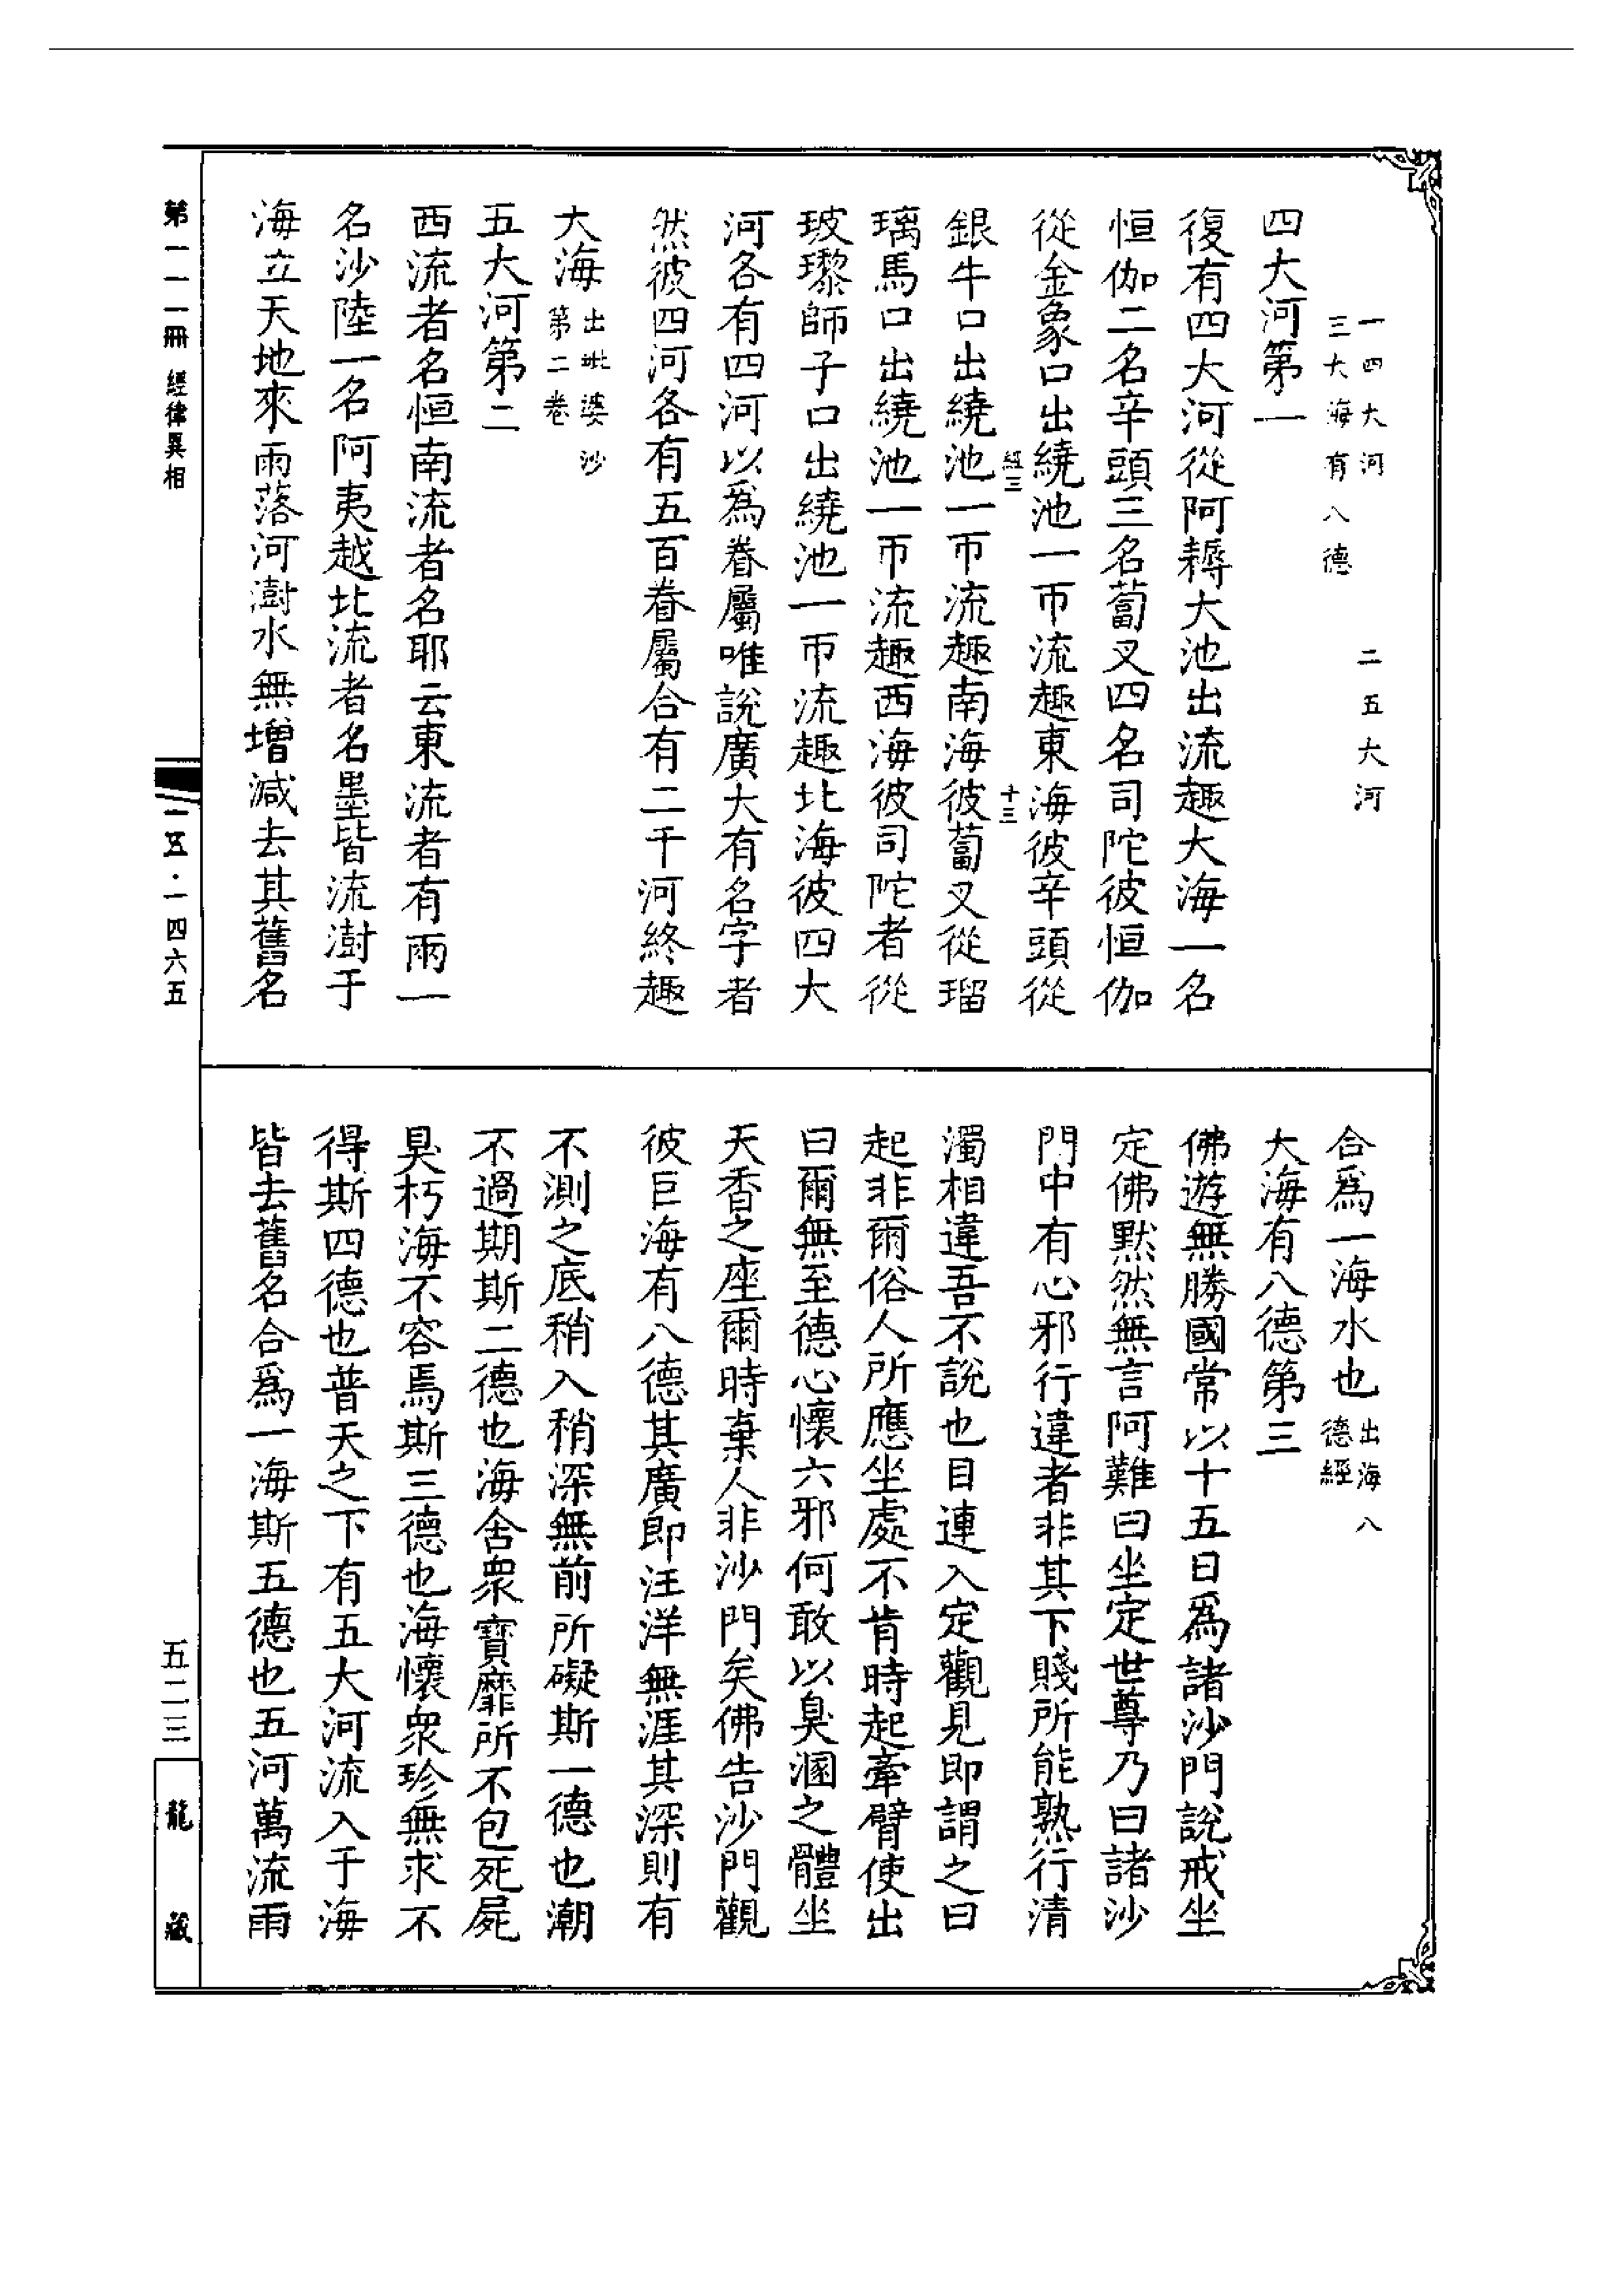 一四大河　二五大河
三大海有八德
四大河第一
復有四大河從阿耨大池出流趣大海一名
恒伽二名辛頭三名蔔叉四名司陀彼恒伽
從金象口出繞池一帀流趣東海彼辛頭從
經三　十三
銀牛口出繞池一帀流趣南海彼蔔叉從瑠
璃馬口出繞池一帀流趣西海彼司陀者從
玻瓈師子口出繞池一帀流趣北海彼四大
河各有四河以爲眷屬唯說廣大有名字者
然彼四河各有五百眷屬合有二千河終趣
大海出毗婆沙第二卷
五大河第二
西流者名恒南流者名耶云東流者有兩一
名沙陸一名阿夷越北流者名墨皆流澍于
海立天地來雨落河澍水無增減去其舊名
合爲一海水也出海八德經
大海有八德第三
佛遊無勝國常以十五日爲諸沙門說戒坐
定佛默然無言阿難曰坐定世尊乃曰諸沙
門中有心邪行違者非其下賤所能熟行清
濁相違吾不說也目連入定觀見即謂之曰
起非爾俗人所應坐處不肯時起牽臂使出
曰爾無至德心懷六邪何敢以臭溷之體坐
天香之座爾時棄人非沙門矣佛告沙門觀
彼巨海有八德其廣即汪洋無涯其深則有
不測之底稍入稍深無前所礙斯一德也潮
不過期斯二德也海舍衆寶靡所不包死屍
臭朽海不容焉斯三德也海懷衆珍無求不
得斯四德也普天之下有五大河流入于海
皆去舊名合爲一海斯五德也五河萬流雨
第一一一冊　經律異相
一五·一四六五
五二三
龍藏